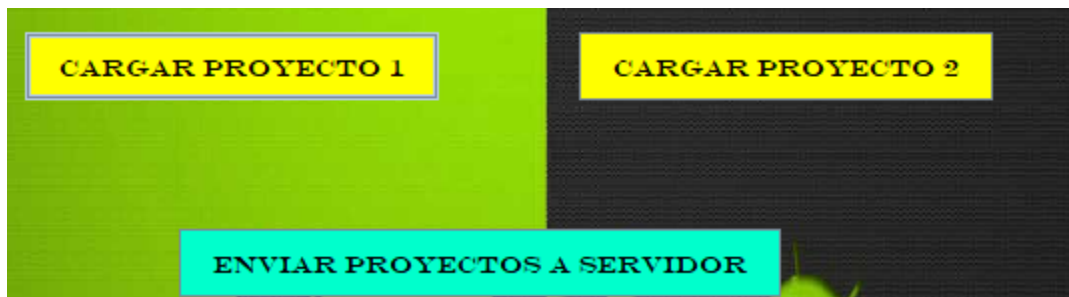 CARGAR PROYECTO 1
CARGAR PROYECTO 2
ENVIAR PROYECTOS A SERVIDOR